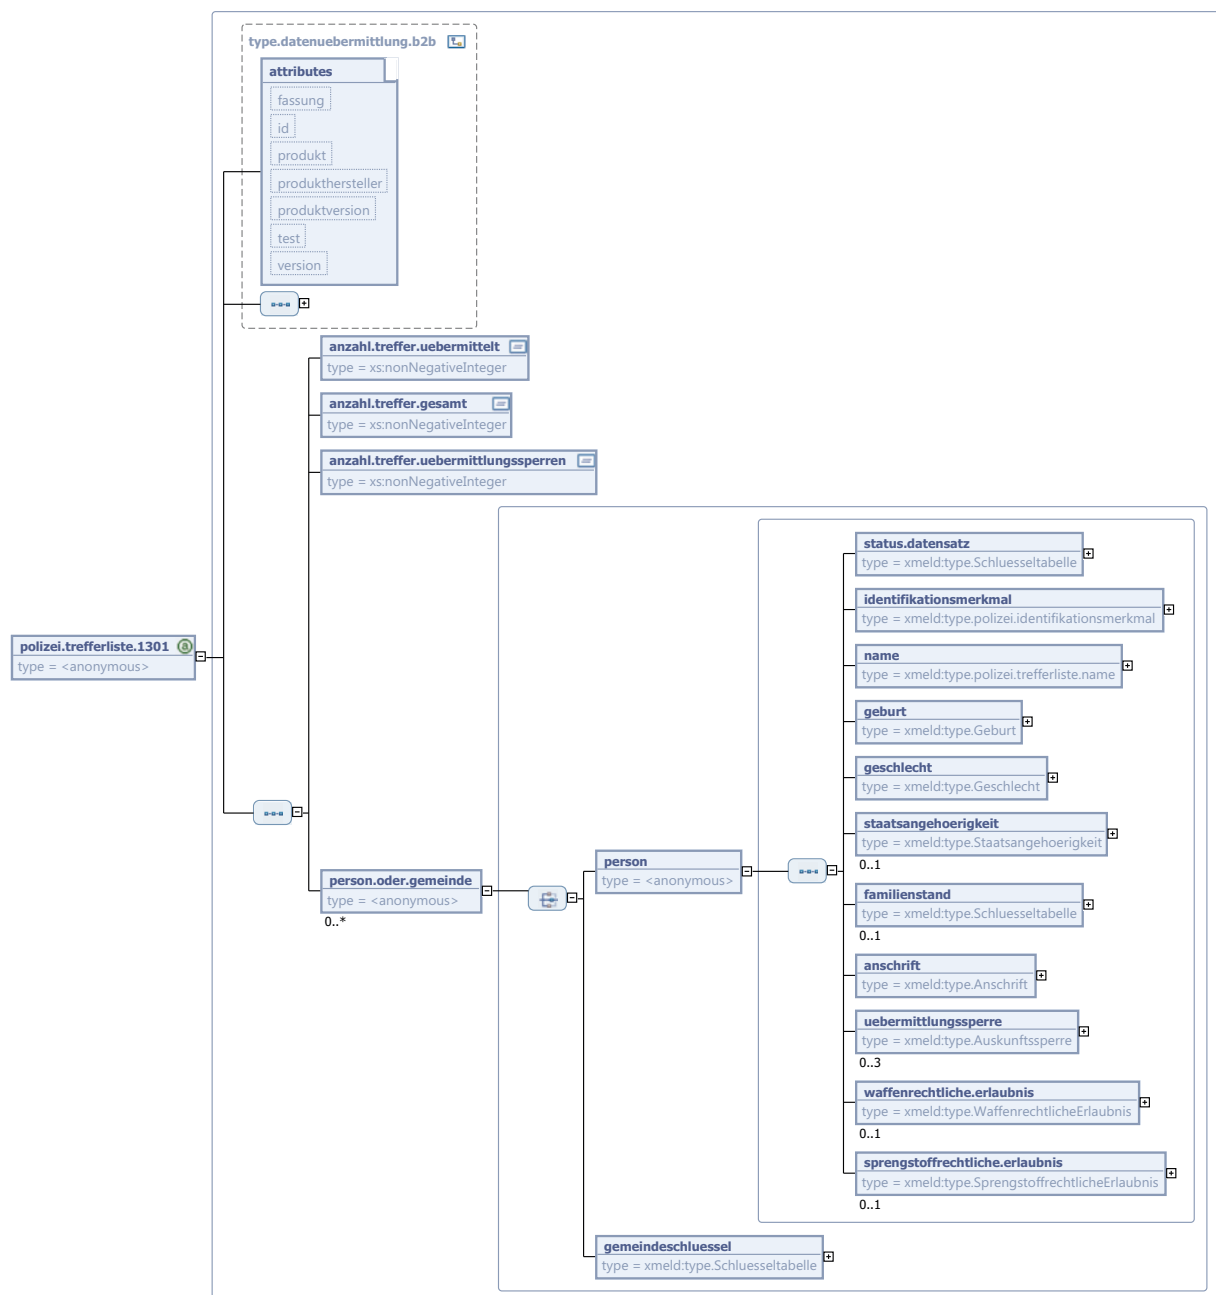 type.datenuebermittlung.b2b
attributes
fassung
id
produkt
produkthersteller
produktversion
test
version
anzahl.treffer.uebermittelt
type = xs:nonNegativeInteger
anzahl.treffer.gesamt
type = xs:nonNegativeInteger
anzahl.treffer.uebermittlungssperren
type = xs:nonNegativeInteger
polizei.trefferliste.1301 a
type = <anonymous>
person.oder.gemeinde
type = <anonymous>
0..*
person
type = <anonymous>
status.datensatz
type = xmeld:type.Schluesseltabelle
identifikationsmerkmal
type = xmeld:type.polizei.identifikationsmerkmal
name
type = xmeld:type.polizei.trefferliste.name
geburt
type = xmeld:type.Geburt
geschlecht
type = xmeld:type.Geschlecht
staatsangehoerigkeit
type = xmeld:type.Staatsangehoerigkeit
0..1
familienstand
type = xmeld:type.Schluesseltabelle
0..1
anschrift
type = xmeld:type.Anschrift
uebermittlungssperre
type = xmeld:type.Auskunftssperre
0..3
waffenrechtliche.erlaubnis
type = xmeld:type.WaffenrechtlicheErlaubnis
0..1
sprengstoffrechtliche.erlaubnis
type = xmeld:type.SprengstoffrechtlicheErlaubnis
0..1
gemeindeschluessel
type = xmeld:type.Schluesseltabelle